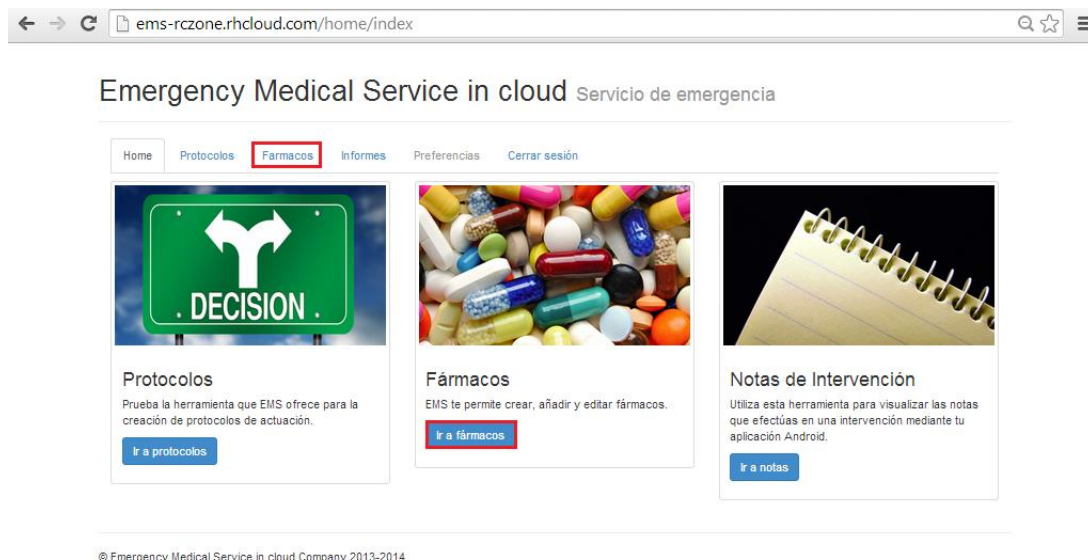 ems-rczone.rhcloud.com/home/index
Emergency Medical Service in cloud Servicio de emergencia
Home Protocolos Farmacos Informes Preferencias Cerrar sesión
DECISION
Protocolos
Prueba la herramienta que EMS ofrece para la
creación de protocolos de actuación.
Ir a protocolos
Fármacos
EMS te permite crear, añadir y editar fármacos.
Ir a fármacos
Notas de Intervención
Utiliza esta herramienta para visualizar las notas
que efectúas en una intervención mediante tu
aplicación Android.
Ir a notas
© Emergency Medical Service in cloud Company 2013-2014